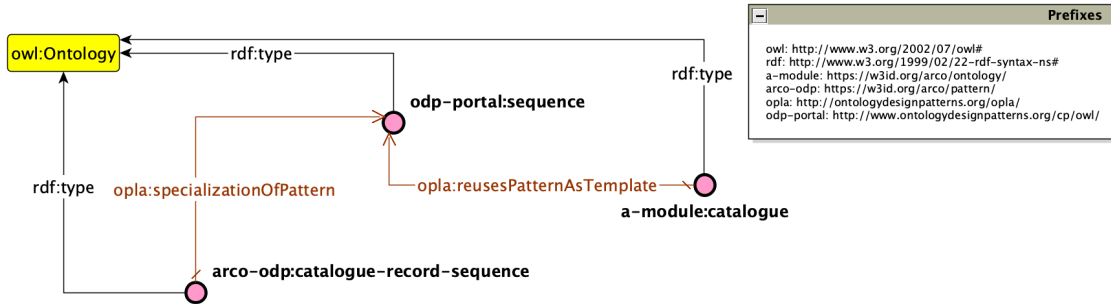 Prefixes
owl: http://www.w3.org/2002/07/owl#
rdf: http://www.w3.org/1999/02/22-rdf-syntax-ns#
a-module: https://w3id.org/arco/ontology/
arco-odp: https://w3id.org/arco/pattern/
opla: http://ontologydesignpatterns.org/opla/
odp-portal: http://www.ontologydesignpatterns.org/cp/owl/
owl:Ontology
rdf:type
rdf:type
odp-portal:sequence
rdf:type
opla:specializationOfPattern
opla:reusesPatternAsTemplate
a-module:catalogue
arco-odp:catalogue-record-sequence